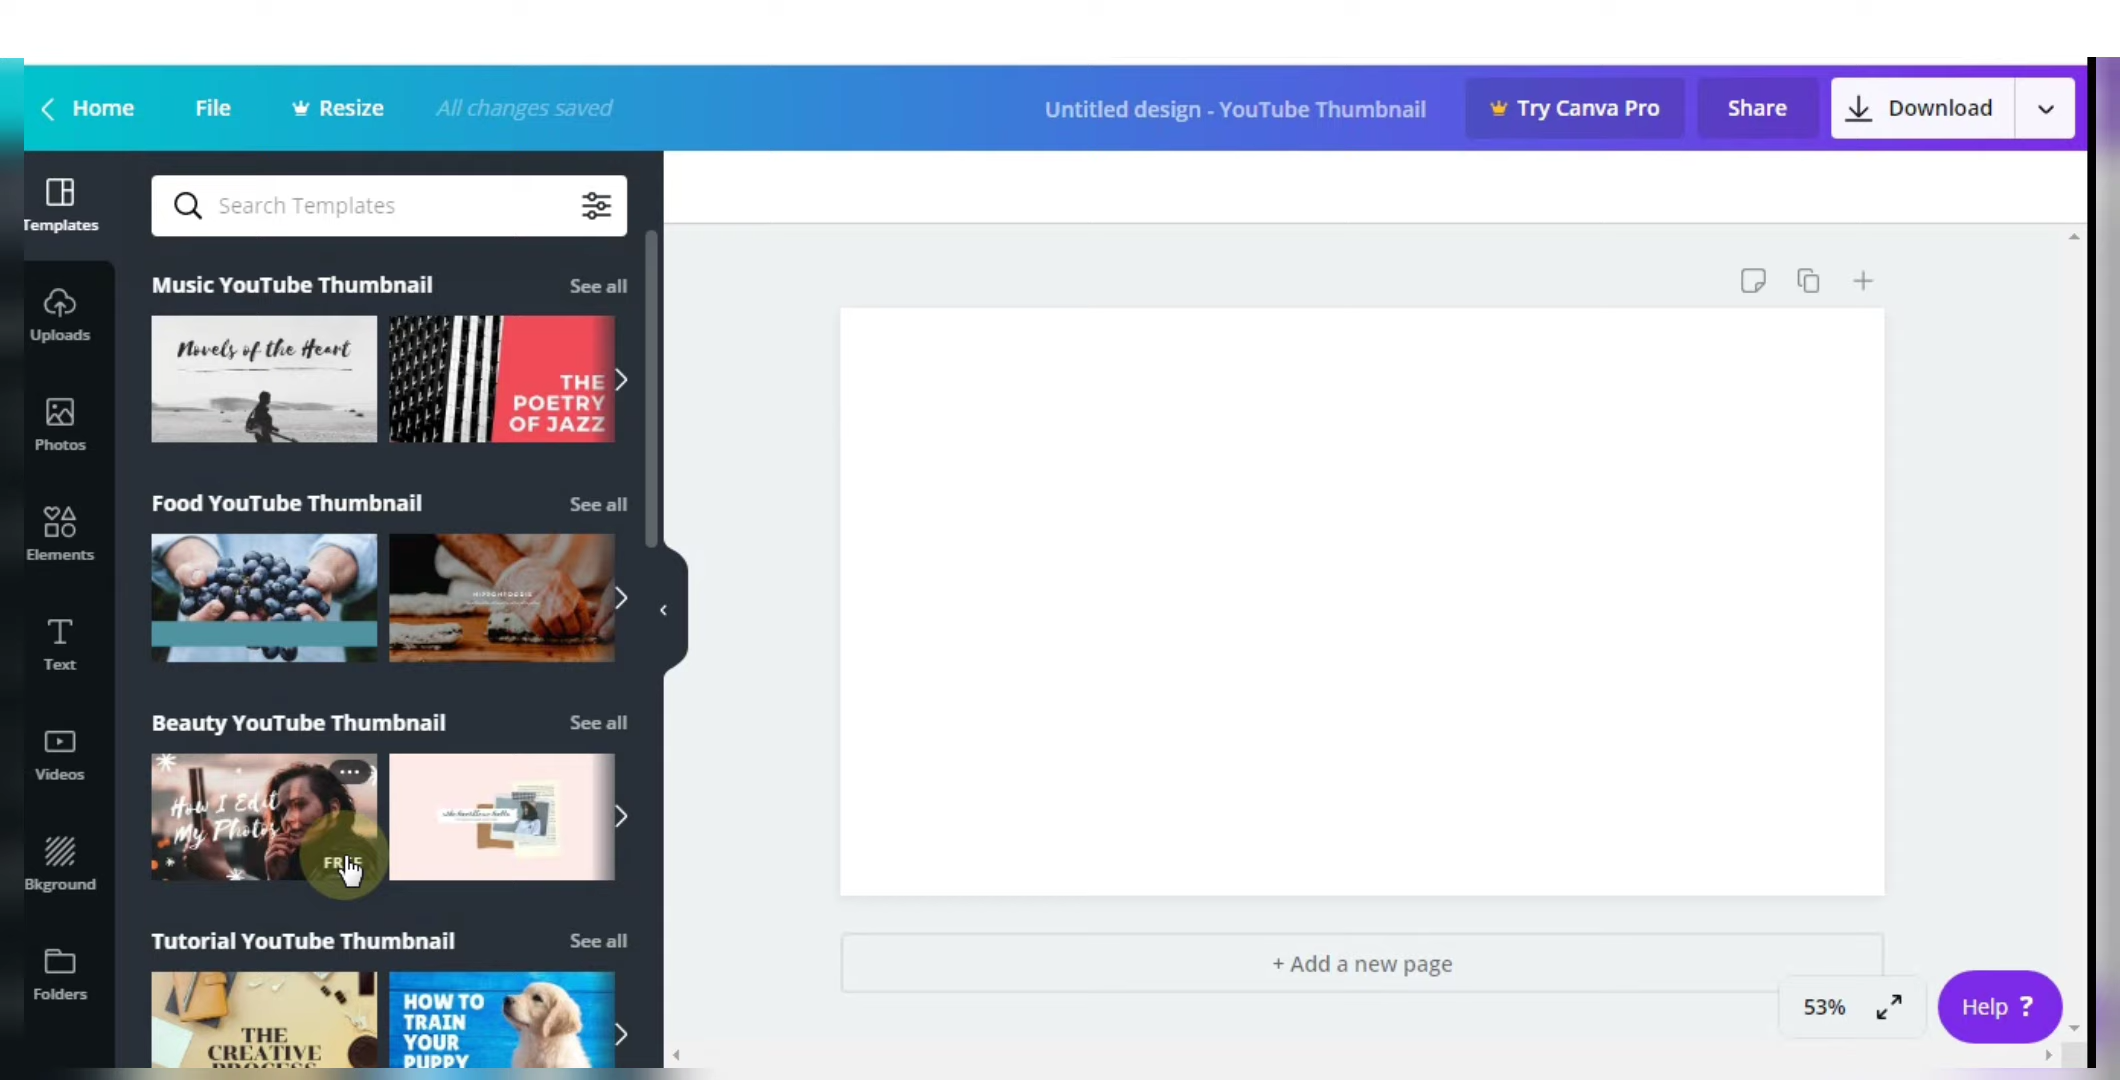 Home File Resize All changes saved Untitled design - YouTube Thumbnail Try Canva Pro Share Download
Templates
Search Templates
Uploads
Photos
Elements
Text
Videos
Bkground
Folders
Music YouTube Thumbnail See all
Novels of the Heart
THE
POETRY
OF JAZZ
Food YouTube Thumbnail See all
Beauty YouTube Thumbnail See all
How I Edit
My Photos
FREE
Tutorial YouTube Thumbnail See all
THE
CREATIVE
PROCESS
HOW TO
TRAIN
YOUR
PUPPY
+ Add a new page
53%
Help ?